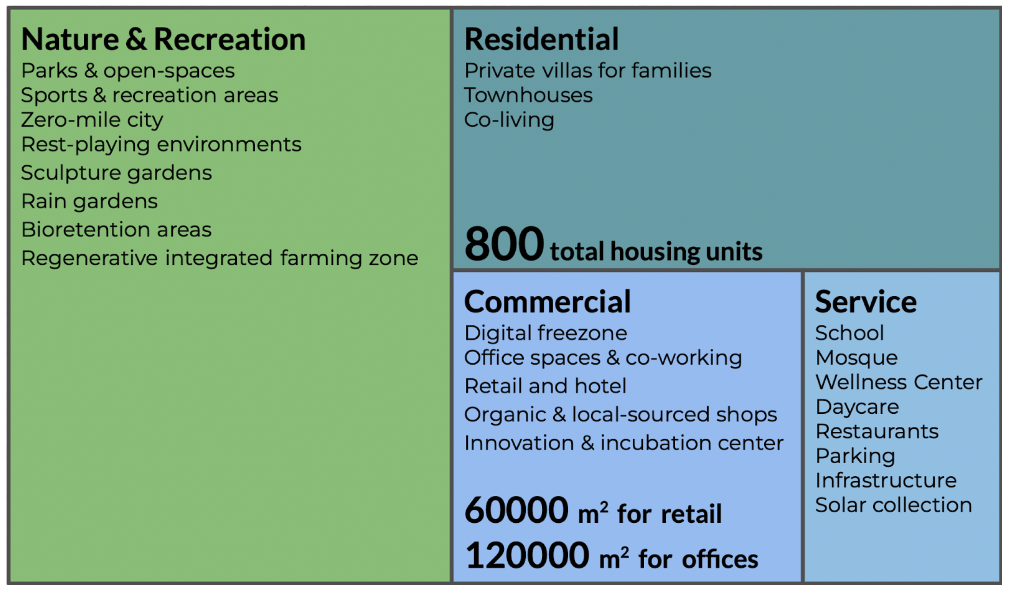 Nature & Recreation
Parks & open-spaces
Sports & recreation areas
Zero-mile city
Rest-playing environments
Sculpture gardens
Rain gardens
Bioretention areas
Regenerative integrated farming zone
Residential
Private villas for families
Townhouses
Co-living
800 total housing units
Commercial
Digital freezone
Office spaces & co-working
Retail and hotel
Organic & local-sourced shops
Innovation & incubation center
60000 m² for retail
120000 m² for offices
Service
School
Mosque
Wellness Center
Daycare
Restaurants
Parking
Infrastructure
Solar collection